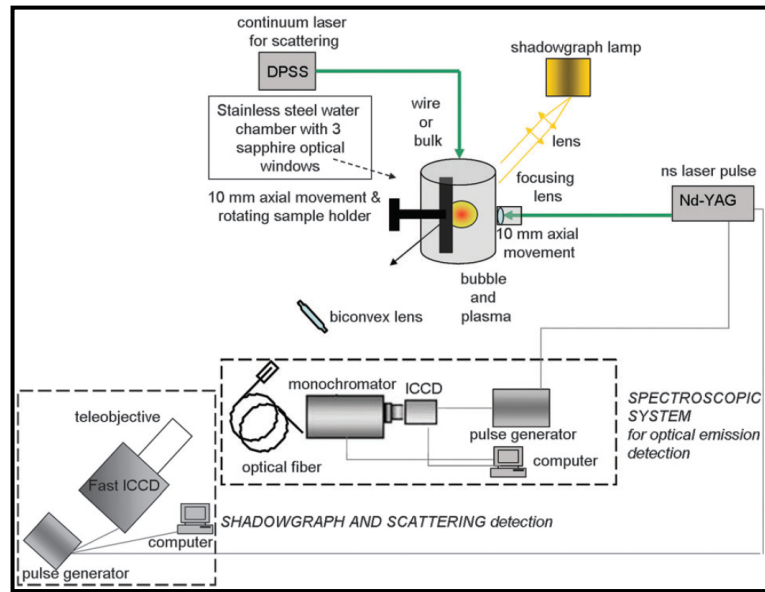 continuum laser
for scattering
DPSS
shadowgraph lamp
Stainless steel water
chamber with 3
sapphire optical
windows
wire
or
bulk
lens
ns laser pulse
focusing
lens
Nd-YAG
10 mm axial movement &
rotating sample holder
10 mm axial
movement
bubble
and
plasma
biconvex lens
monochromator
ICCD
pulse generator
optical fiber
computer
SPECTROSCOPIC
SYSTEM
for optical emission
detection
teleobjective
Fast ICCD
computer
pulse generator
SHADOWGRAPH AND SCATTERING detection